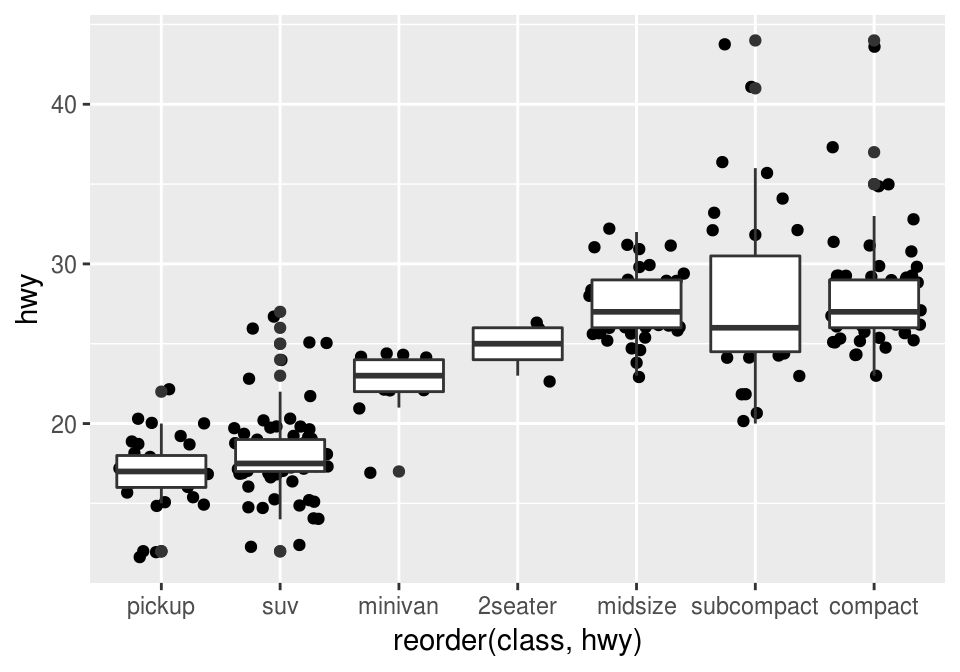 40
30
20
hwy
pickup suv minivan 2seater midsize subcompact compact
reorder(class, hwy)